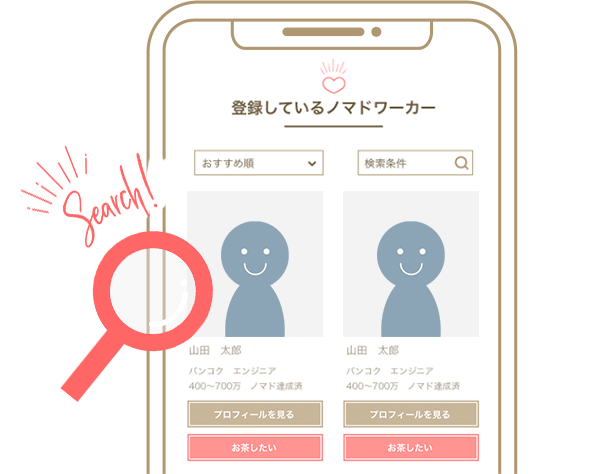 登録しているノマドワーカー
おすすめ順
検索条件
Search!
山田　太郎
バンコク　エンジニア
400〜700万　ノマド達成済
プロフィールを見る
お茶したい
山田　太郎
バンコク　エンジニア
400〜700万　ノマド達成済
プロフィールを見る
お茶したい